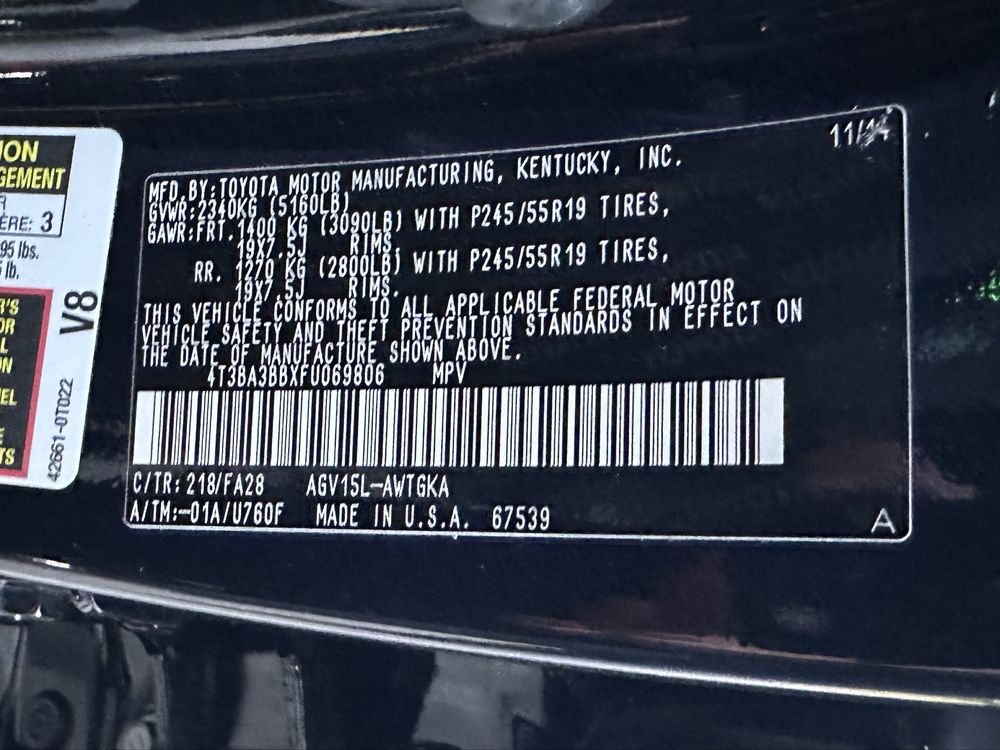 ION
GEMENT
R
ÈRE: 3
95 lbs.
lb.
R'S
OR
L
ON
EL
E
TS
V8
42661-0T022
11/14
MFD.BY:TOYOTA MOTOR MANUFACTURING, KENTUCKY, INC.
GVWR:2340KG (5160LB)
GAWR:FRT.1400 KG (3090LB) WITH P245/55R19 TIRES,
19X7.5J RIMS.
RR. 1270 KG (2800LB) WITH P245/55R19 TIRES,
19X7.5J RIMS.
THIS VEHICLE CONFORMS TO ALL APPLICABLE FEDERAL MOTOR
VEHICLE SAFETY AND THEFT PREVENTION STANDARDS IN EFFECT ON
THE DATE OF MANUFACTURE SHOWN ABOVE.
4T3BA3BBXFU069806 MPV
C/TR: 218/FA28 AGV15L-AWTGKA
A/TM:-01A/U760F MADE IN U.S.A. 67539
A